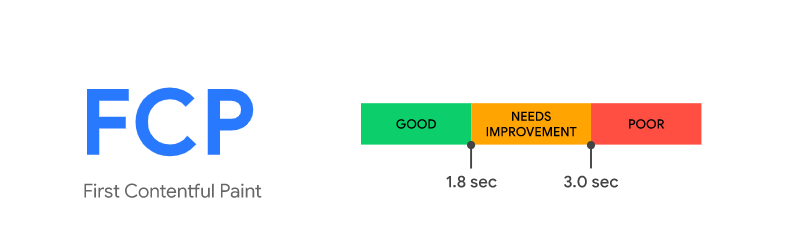 FCP
First Contentful Paint
GOOD
NEEDS
IMPROVEMENT
POOR
1.8 sec
3.0 sec